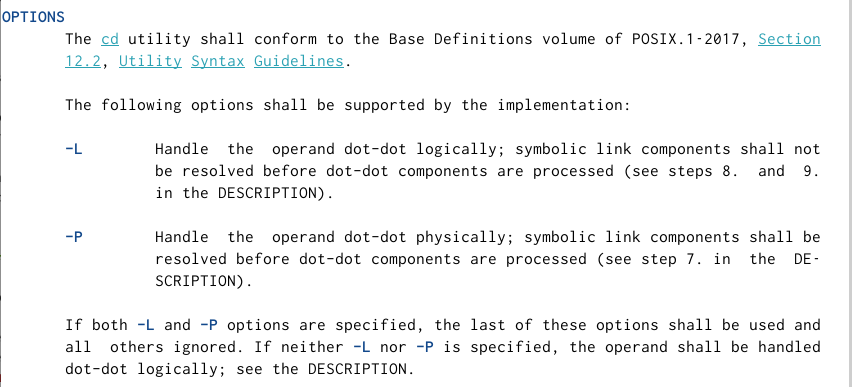 OPTIONS
The cd utility shall conform to the Base Definitions volume of POSIX.1-2017, Section
12.2, Utility Syntax Guidelines.
The following options shall be supported by the implementation:
-L Handle the operand dot-dot logically; symbolic link components shall not
be resolved before dot-dot components are processed (see steps 8. and 9.
in the DESCRIPTION).
-P Handle the operand dot-dot physically; symbolic link components shall be
resolved before dot-dot components are processed (see step 7. in the DE-
SCRIPTION).
If both -L and -P options are specified, the last of these options shall be used and
all others ignored. If neither -L nor -P is specified, the operand shall be handled
dot-dot logically; see the DESCRIPTION.